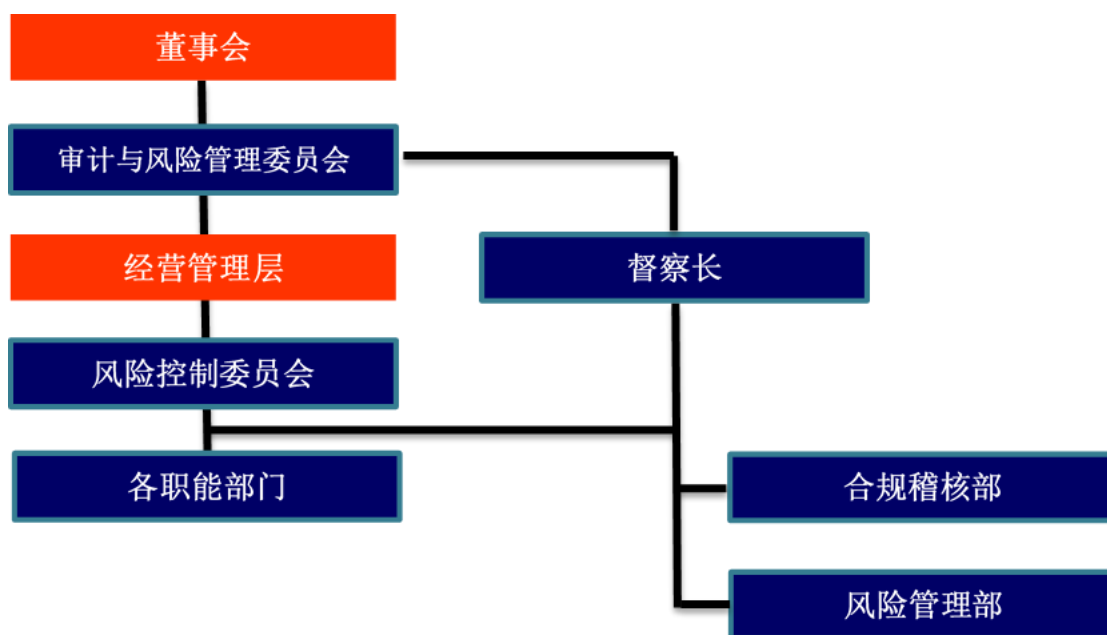 董事会
审计与风险管理委员会
经营管理层
督察长
风险控制委员会
各职能部门
合规稽核部
风险管理部